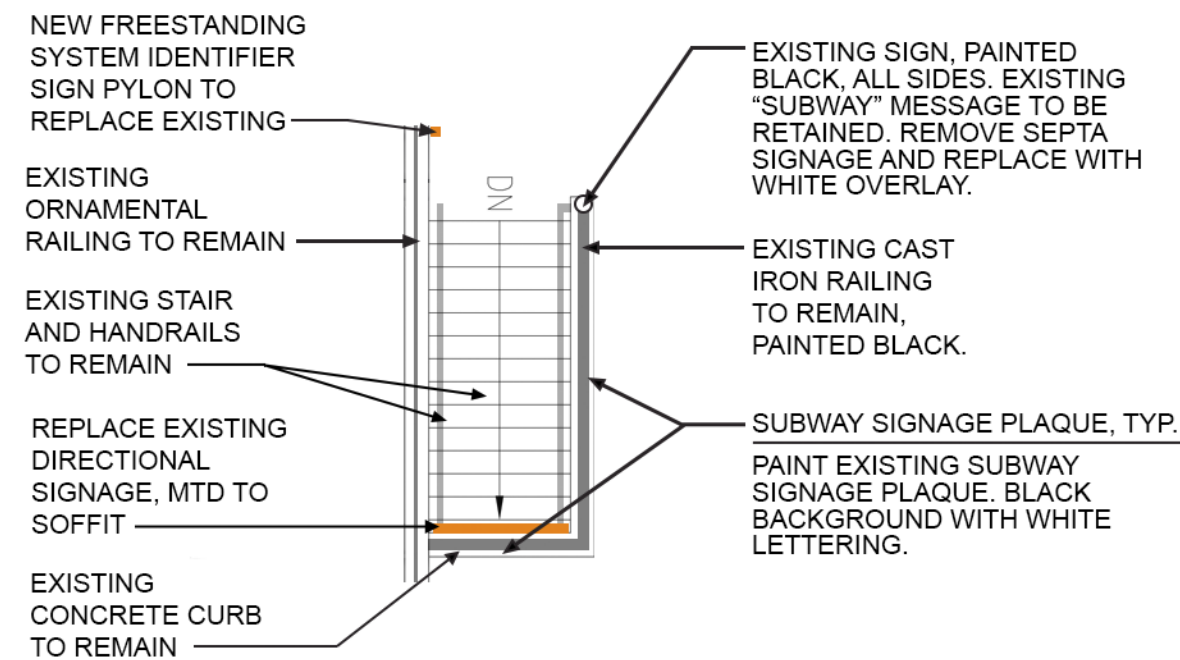 NEW FREESTANDING
SYSTEM IDENTIFIER
SIGN PYLON TO
REPLACE EXISTING
EXISTING
ORNAMENTAL
RAILING TO REMAIN
EXISTING STAIR
AND HANDRAILS
TO REMAIN
REPLACE EXISTING
DIRECTIONAL
SIGNAGE, MTD TO
SOFFIT
EXISTING
CONCRETE CURB
TO REMAIN
DN
EXISTING SIGN, PAINTED
BLACK, ALL SIDES. EXISTING
“SUBWAY” MESSAGE TO BE
RETAINED. REMOVE SEPTA
SIGNAGE AND REPLACE WITH
WHITE OVERLAY.
EXISTING CAST
IRON RAILING
TO REMAIN,
PAINTED BLACK.
SUBWAY SIGNAGE PLAQUE, TYP.
PAINT EXISTING SUBWAY
SIGNAGE PLAQUE. BLACK
BACKGROUND WITH WHITE
LETTERING.